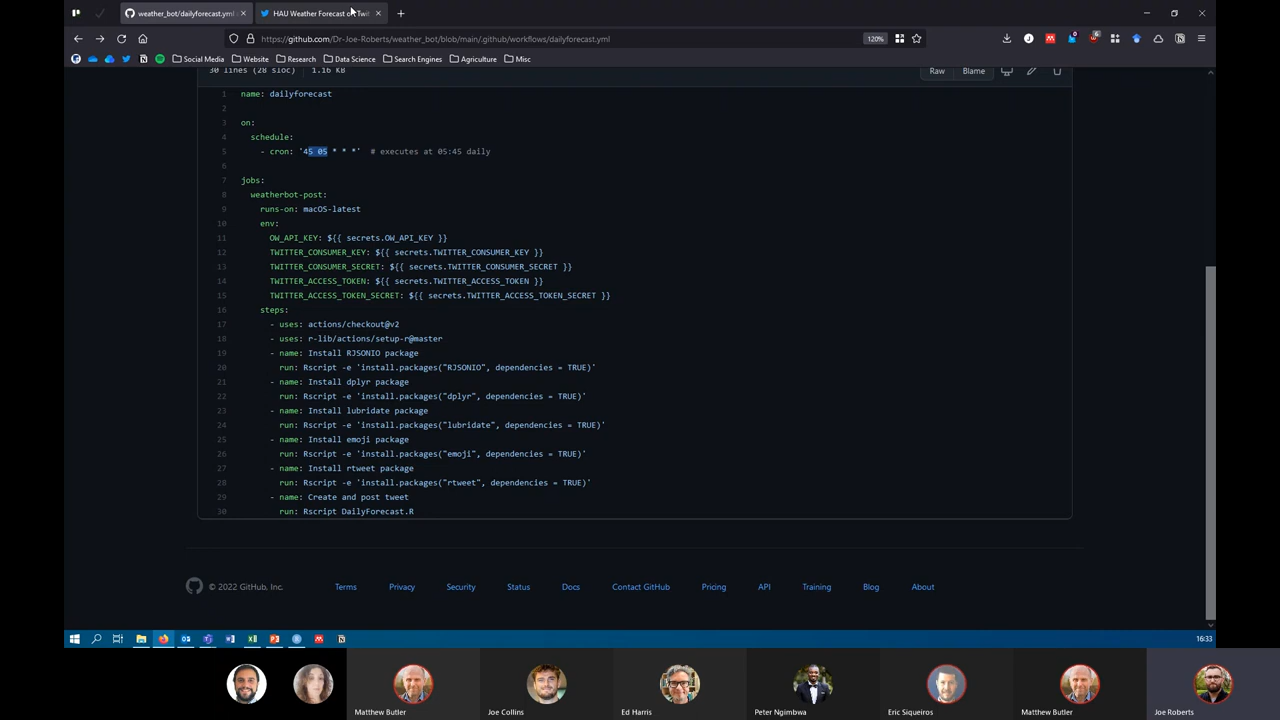 weather_bot/dailyforecast.yml
HAU Weather Forecast on Twit
https://github.com/Dr-Joe-Roberts/weather_bot/blob/main/.github/workflows/dailyforecast.yml
120%
Social Media
Website
Research
Data Science
Search Engines
Agriculture
Misc
30 lines (28 sloc) | 1.16 KB
Raw
Blame
1 name: dailyforecast
2
3 on:
4 schedule:
5 - cron: '45 05 * * *' # executes at 05:45 daily
6
7 jobs:
8 weatherbot-post:
9 runs-on: macOS-latest
10 env:
11 OW_API_KEY: ${{ secrets.OW_API_KEY }}
12 TWITTER_CONSUMER_KEY: ${{ secrets.TWITTER_CONSUMER_KEY }}
13 TWITTER_CONSUMER_SECRET: ${{ secrets.TWITTER_CONSUMER_SECRET }}
14 TWITTER_ACCESS_TOKEN: ${{ secrets.TWITTER_ACCESS_TOKEN }}
15 TWITTER_ACCESS_TOKEN_SECRET: ${{ secrets.TWITTER_ACCESS_TOKEN_SECRET }}
16 steps:
17 - uses: actions/checkout@v2
18 - uses: r-lib/actions/setup-r@master
19 - name: Install RJSONIO package
20 run: Rscript -e 'install.packages("RJSONIO", dependencies = TRUE)'
21 - name: Install dplyr package
22 run: Rscript -e 'install.packages("dplyr", dependencies = TRUE)'
23 - name: Install lubridate package
24 run: Rscript -e 'install.packages("lubridate", dependencies = TRUE)'
25 - name: Install emoji package
26 run: Rscript -e 'install.packages("emoji", dependencies = TRUE)'
27 - name: Install rtweet package
28 run: Rscript -e 'install.packages("rtweet", dependencies = TRUE)'
29 - name: Create and post tweet
30 run: Rscript DailyForecast.R
© 2022 GitHub, Inc.
Terms
Privacy
Security
Status
Docs
Contact GitHub
Pricing
API
Training
Blog
About
16:33
Matthew Butler
Joe Collins
Ed Harris
Peter Ngimbwa
Eric Siqueiros
Matthew Butler
Joe Roberts